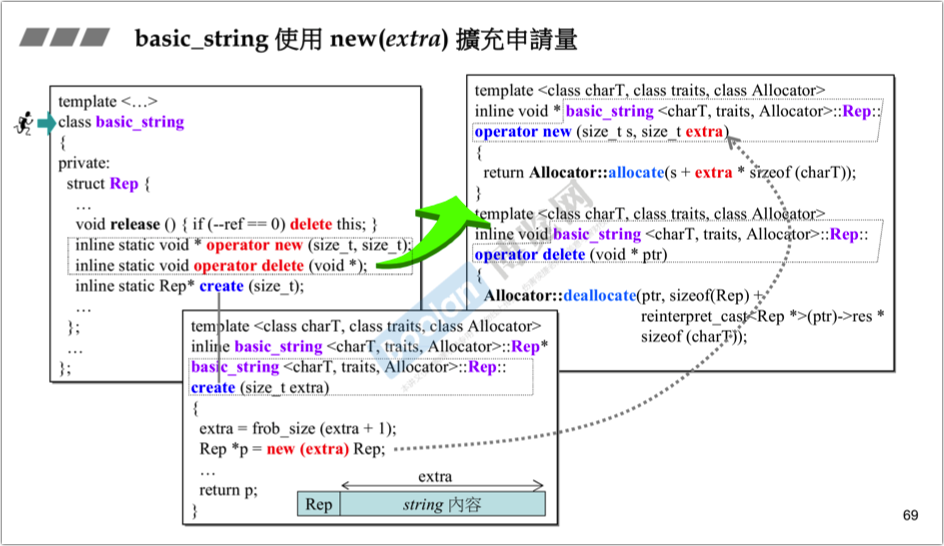 basic_string 使用 new(extra) 擴充申請量
template <…>
class basic_string
{
private:
struct Rep {
…
void release () { if (--ref == 0) delete this; }
inline static void * operator new (size_t, size_t);
inline static void operator delete (void *);
inline static Rep* create (size_t);
…
};
…
};
template <class charT, class traits, class Allocator>
inline void * basic_string <charT, traits, Allocator>::Rep::
operator new (size_t s, size_t extra)
{
return Allocator::allocate(s + extra * sizeof (charT));
}
template <class charT, class traits, class Allocator>
inline void basic_string <charT, traits, Allocator>::Rep::
operator delete (void * ptr)
{
Allocator::deallocate(ptr, sizeof(Rep) +
reinterpret_cast<Rep *>(ptr)->res *
sizeof (charT));
template <class charT, class traits, class Allocator>
inline basic_string <charT, traits, Allocator>::Rep*
basic_string <charT, traits, Allocator>::Rep::
create (size_t extra)
{
extra = frob_size (extra + 1);
Rep *p = new (extra) Rep;
…
return p;
}
extra
Rep string 內容
boolan
69